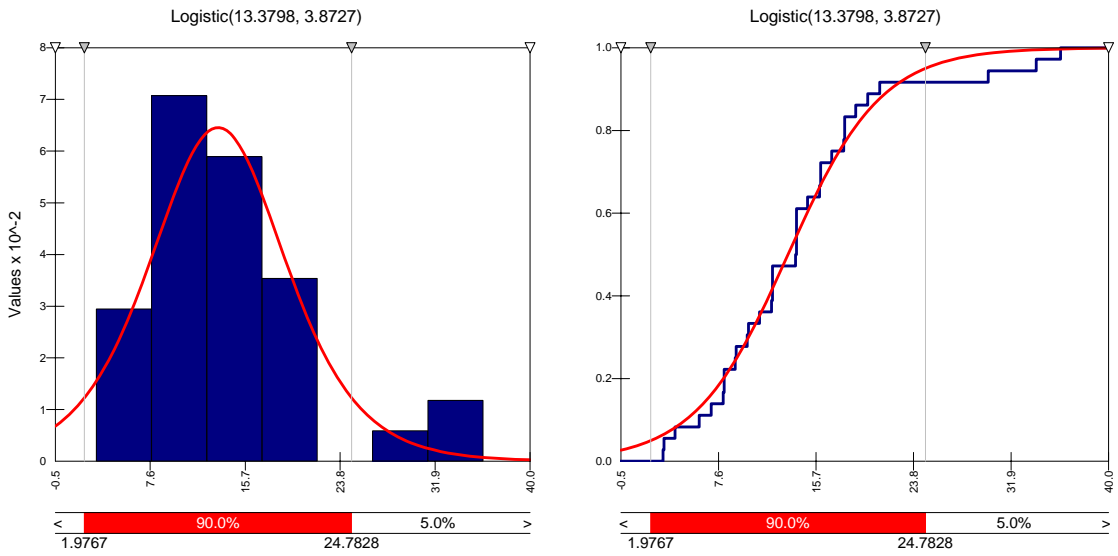 Logistic(13.3798, 3.8727)
8
7
6
5
4
3
2
1
0
Values x 10^-2
-0.5 7.6 15.7 23.8 31.9 40.0
< 90.0% 5.0% >
1.9767 24.7828
Logistic(13.3798, 3.8727)
1.0
0.8
0.6
0.4
0.2
0.0
-0.5 7.6 15.7 23.8 31.9 40.0
< 90.0% 5.0% >
1.9767 24.7828